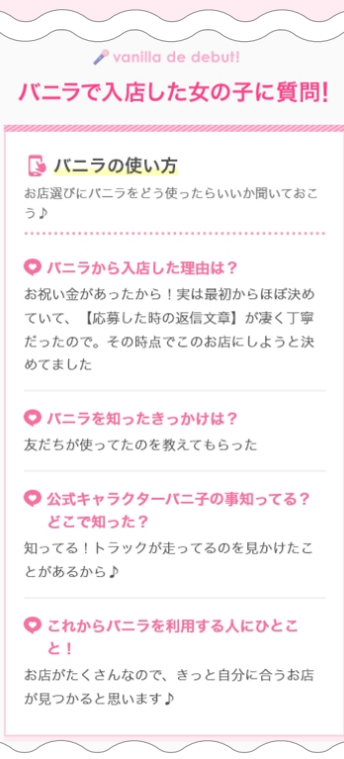 vanilla de debut!
バニラで入店した女の子に質問!
バニラの使い方
お店選びにバニラをどう使ったらいいか聞いておこ
う♪
バニラから入店した理由は？
お祝い金があったから！実は最初からほぼ決め
ていて、【応募した時の返信文章】が凄く丁寧
だったので。その時点でこのお店にしようと決
めてました
バニラを知ったきっかけは？
友だちが使ってたのを教えてもらった
公式キャラクターバニ子の事知ってる？
どこで知った？
知ってる！トラックが走ってるのを見かけたこ
とがあるから♪
これからバニラを利用する人にひとこ
と！
お店がたくさんなので、きっと自分に合うお店
が見つかると思います♪